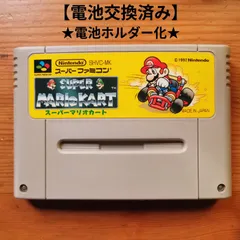 【電池交換済み】
★電池ホルダー化★
Nintendo SHVC-MK
スーパーファミコン
SUPER
MARIOKART
スーパーマリオカート
©1992 Nintendo
MADE IN JAPAN